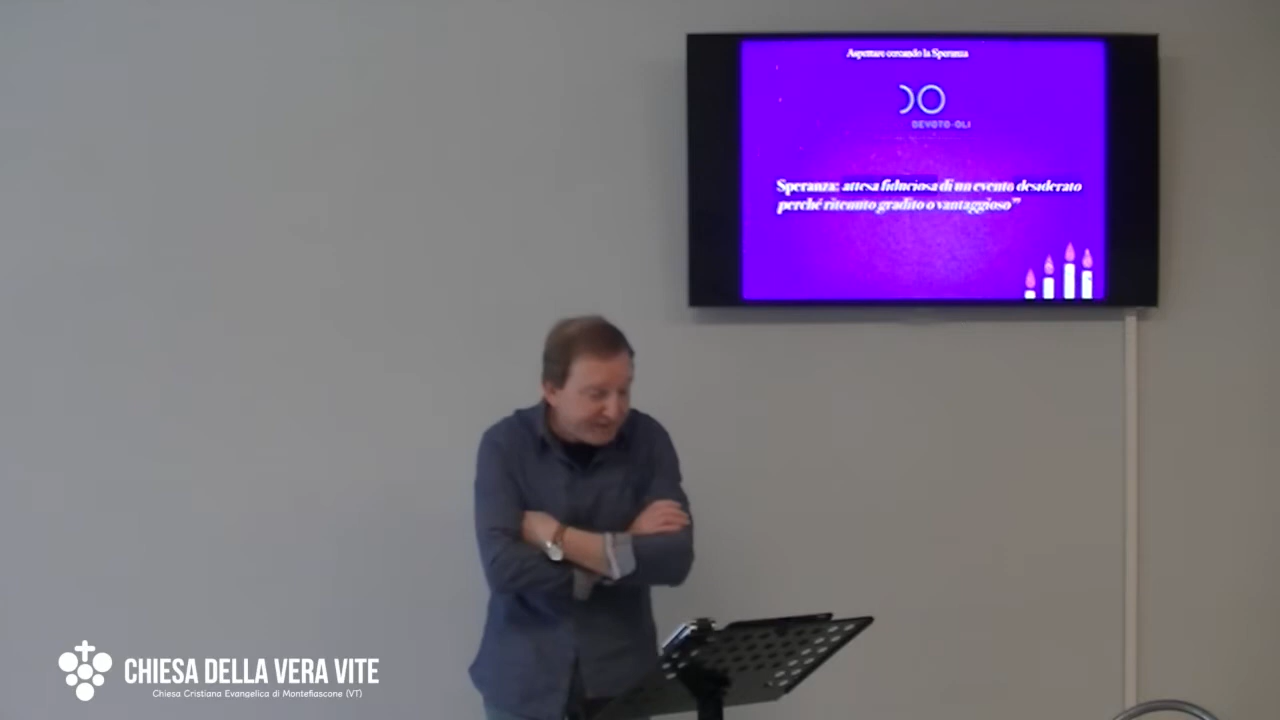 Aspettare cercando la Speranza
DEVOTO-OLI
Speranza: attesa fiduciosa di un evento desiderato
perché ritenuto gradito o vantaggioso”
CHIESA DELLA VERA VITE
Chiesa Cristiana Evangelica di Montefiascone (VT)